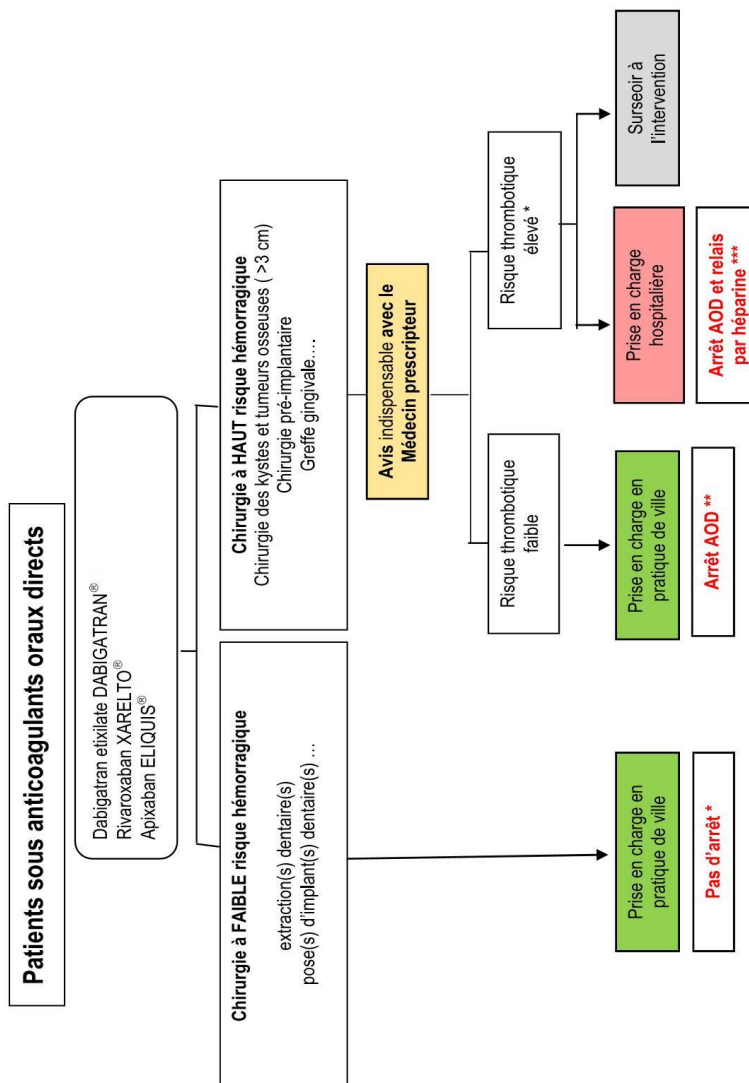 Patients sous anticoagulants oraux directs
Dabigatran etixilate DABIGATRAN®
Rivaroxaban XARELTO®
Apixaban ELIQUIS®
Chirurgie à FAIBLE risque hémorragique
extraction(s) dentaire(s)
pose(s) d'implant(s) dentaire(s) ...
Chirurgie à HAUT risque hémorragique
Chirurgie des kystes et tumeurs osseuses ( >3 cm)
Chirurgie pré-implantaire
Greffe gingivale....
Avis indispensable avec le
Médecin prescripteur
Risque thrombotique
faible
Risque thrombotique
élevé *
Prise en charge en
pratique de ville
Pas d'arrêt *
Prise en charge en
pratique de ville
Arrêt AOD **
Prise en charge
hospitalière
Arrêt AOD et relais
par héparine ***
Surseoir à
l'intervention